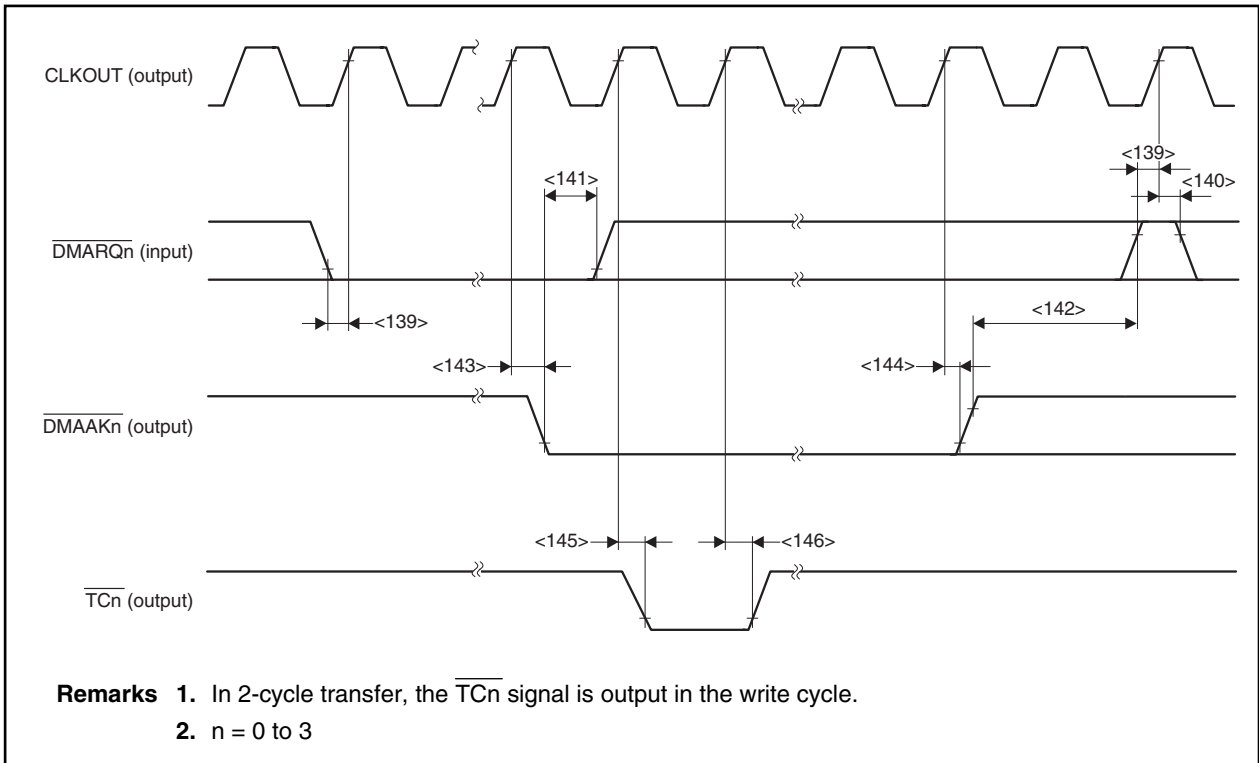 CLKOUT (output)
<139>
<141>
<140>
DMARQn (input)
<139>
<142>
<143>
<144>
DMAAKn (output)
<145>
<146>
TCn (output)
Remarks 1. In 2-cycle transfer, the TCn signal is output in the write cycle.
2. n = 0 to 3